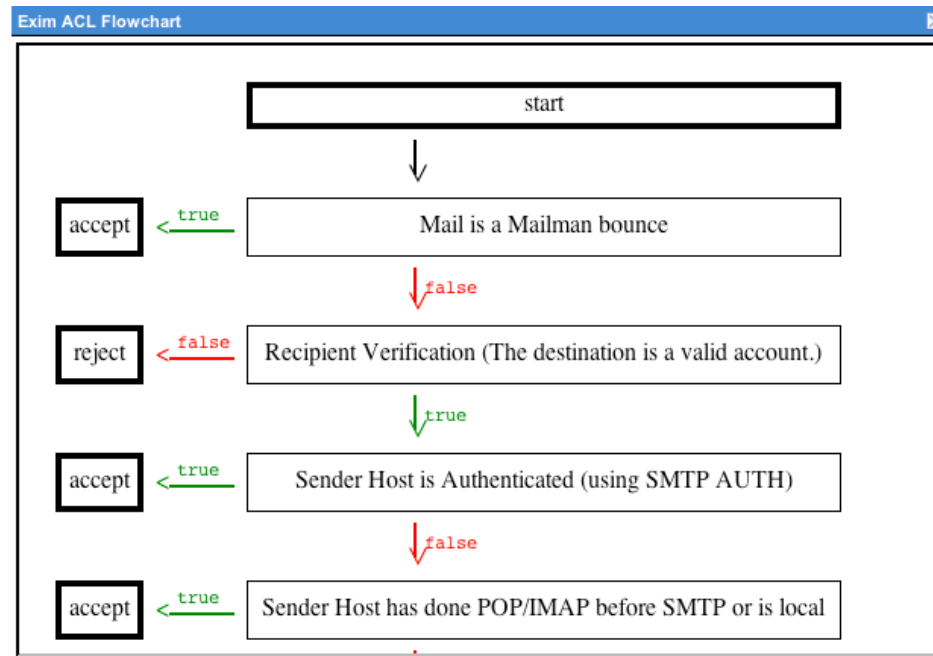 Exim ACL Flowchart
start
accept
true
Mail is a Mailman bounce
false
reject
false
Recipient Verification (The destination is a valid account.)
true
accept
true
Sender Host is Authenticated (using SMTP AUTH)
false
accept
true
Sender Host has done POP/IMAP before SMTP or is local